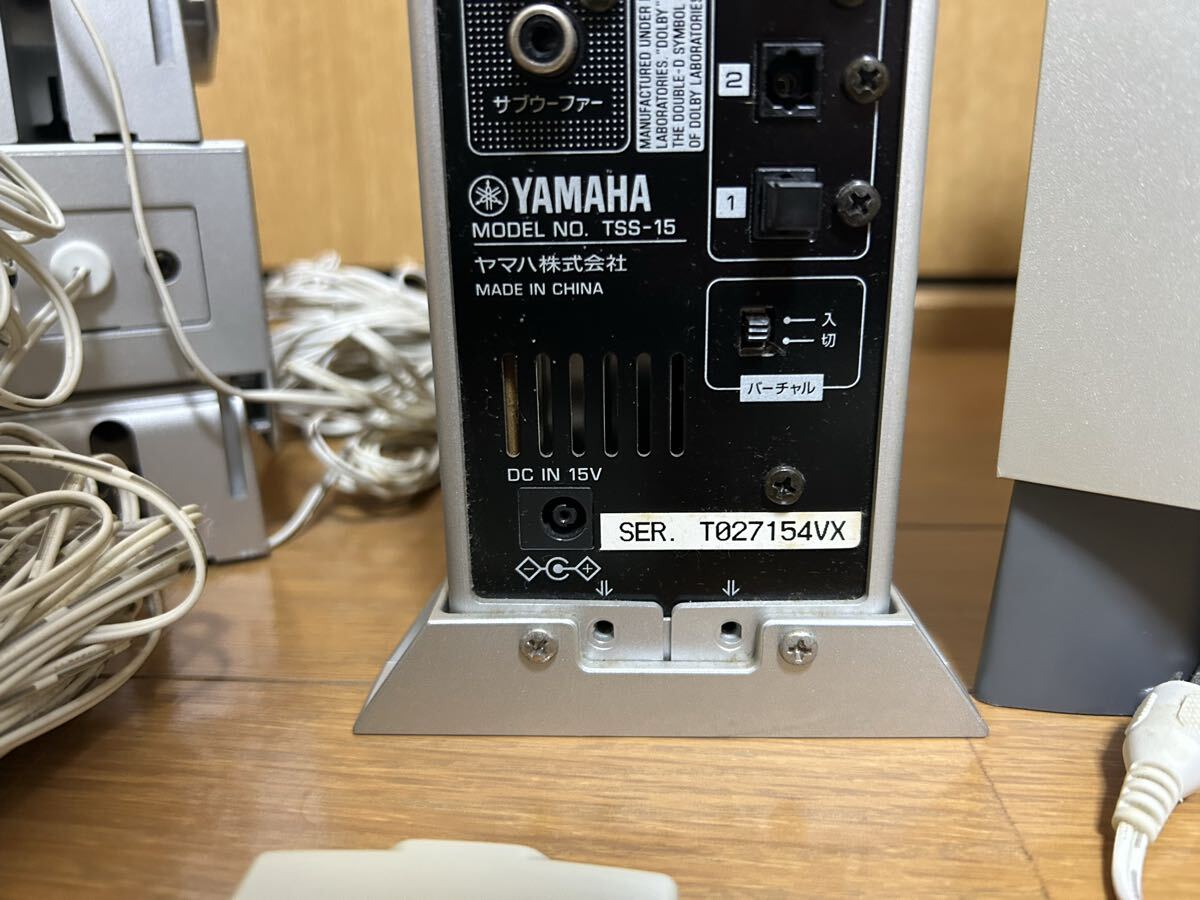 サブウーファー
MANUFACTURED UNDER
LABORATORIES. "DOLBY"
THE DOUBLE-D SYMBOL
OF DOLBY LABORATORIES
2
1
YAMAHA
MODEL NO. TSS-15
ヤマハ株式会社
MADE IN CHINA
入
切
バーチャル
DC IN 15V
SER. T027154VX